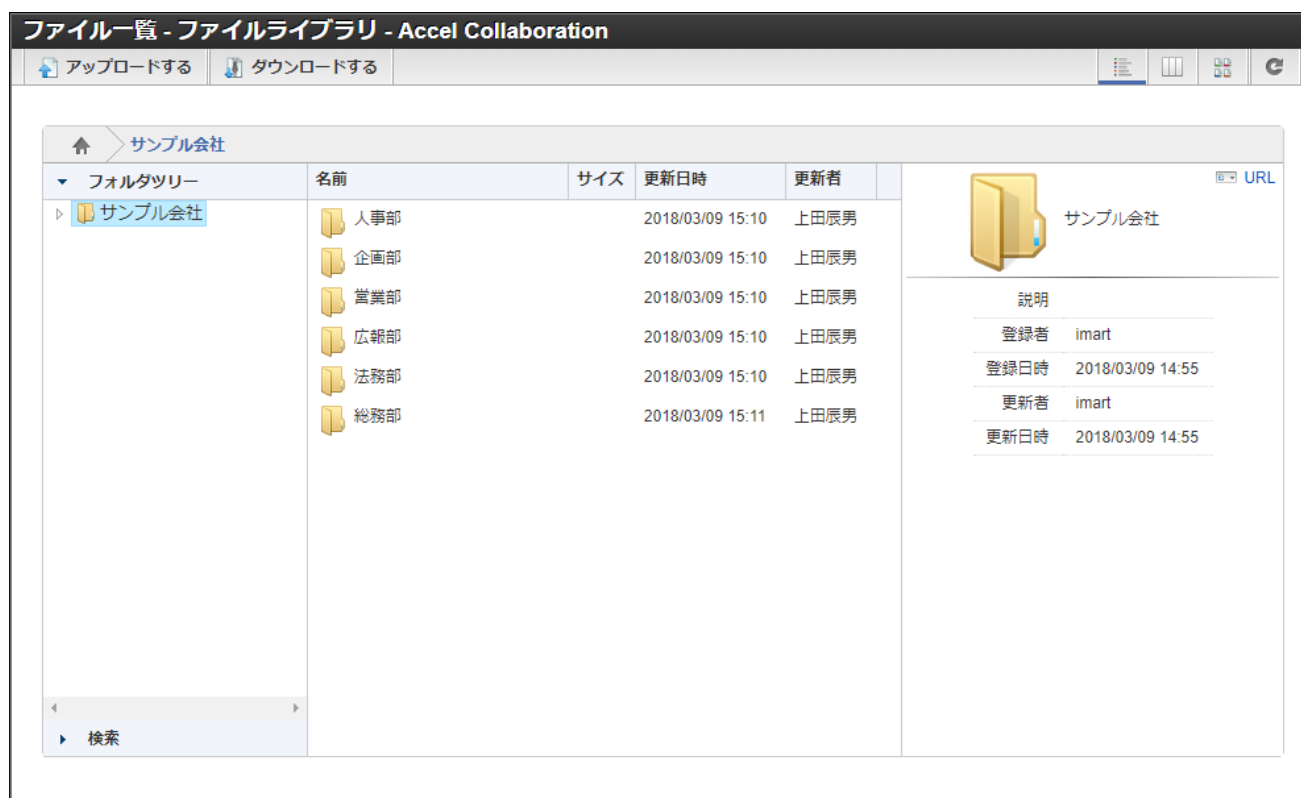 ファイル一覧 - ファイルライブラリ - Accel Collaboration
アップロードする ダウンロードする
サンプル会社
フォルダツリー 名前 サイズ 更新日時 更新者 URL
サンプル会社
人事部 2018/03/09 15:10 上田辰男
サンプル会社
企画部 2018/03/09 15:10 上田辰男
営業部 2018/03/09 15:10 上田辰男
説明
広報部 2018/03/09 15:10 上田辰男
登録者 imart
法務部 2018/03/09 15:10 上田辰男
登録日時 2018/03/09 14:55
総務部 2018/03/09 15:11 上田辰男
更新者 imart
更新日時 2018/03/09 14:55
検索